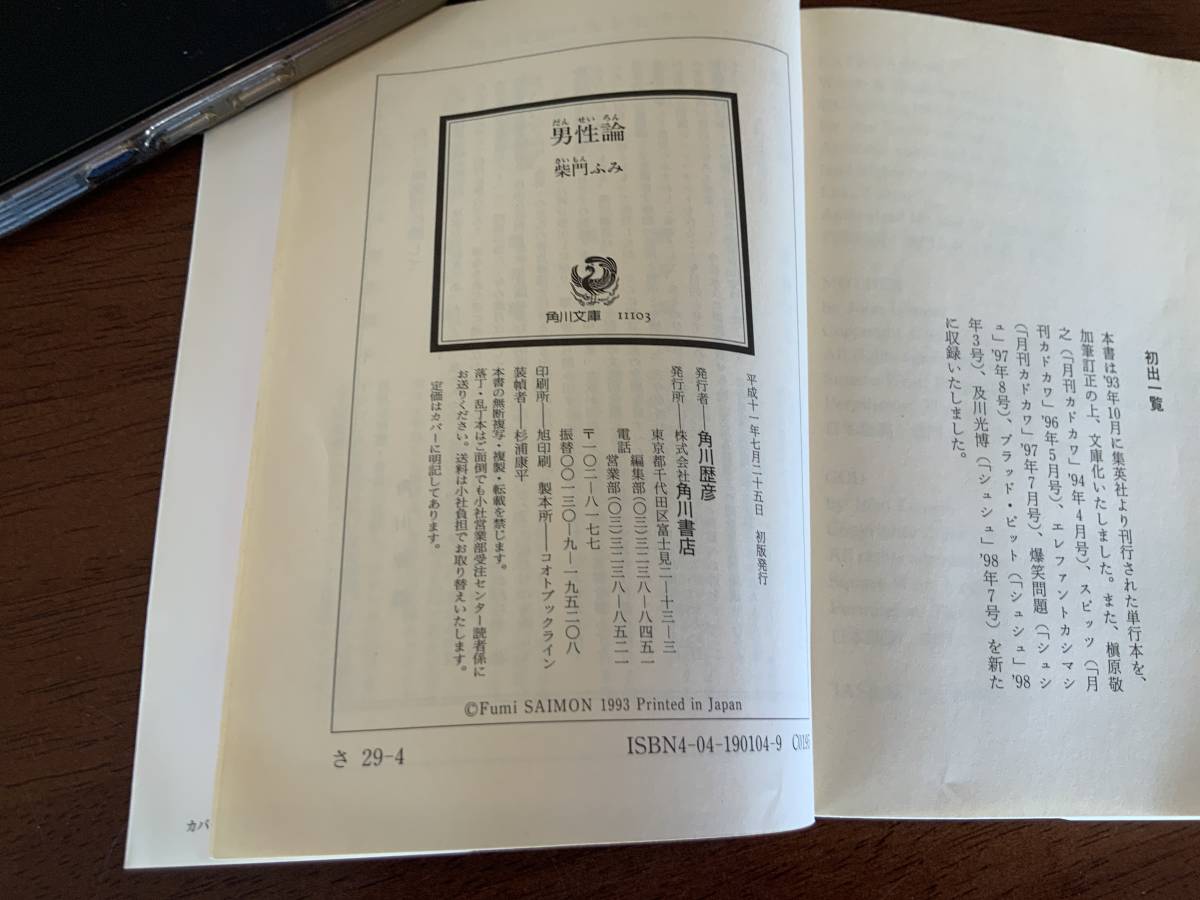 初出一覧
本書は'93年10月に集英社より刊行された単行本を、
加筆訂正の上、文庫化いたしました。また、槇原敬
之（「月刊カドカワ」'94年4月号）、スピッツ（「月
刊カドカワ」'96年5月号）、エレファントカシマシ
（「月刊カドカワ」'97年7月号）、爆笑問題（「シュシ
ュ」'97年8号）、ブラッド・ピット（「シュシュ」'98
年3号）、及川光博（「シュシュ」'98年7号）を新た
に収録いたしました。
だんせいろん
男性論
さいもん
柴門ふみ
角川文庫 11103
平成十一年七月二十五日 初版発行
発行者――角川歴彦
発行所――株式会社角川書店
東京都千代田区富士見二―十三―三
電話 編集部（〇三）三二三八―八四五一
営業部（〇三）三二三八―八五二一
〒一〇二―八一七七
振替〇〇一三〇―九―一九五二〇八
印刷所――旭印刷 製本所――コオトブックライン
装幀者――杉浦康平
本書の無断複写・複製・転載を禁じます。
落丁・乱丁本はご面倒でも小社営業部受注センター読者係に
お送りください。送料は小社負担でお取り替えいたします。
定価はカバーに明記してあります。
©Fumi SAIMON 1993 Printed in Japan
さ 29-4
ISBN4-04-190104-9
カバ